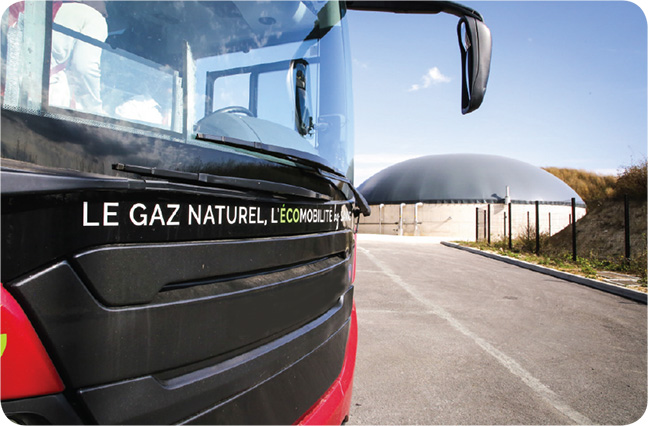 LE GAZ NATUREL, L'ÉCOMOBILITÉ